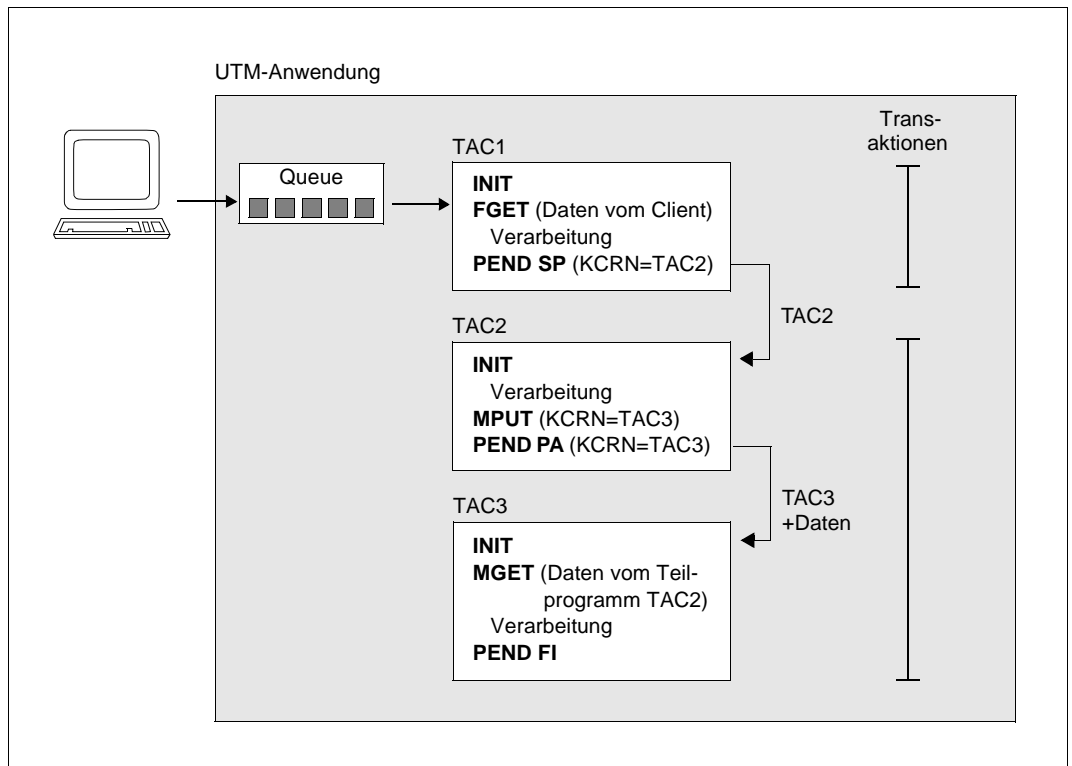 UTM-Anwendung
Trans-
aktionen
Queue
TAC1
INIT
FGET (Daten vom Client)
Verarbeitung
PEND SP (KCRN=TAC2)
TAC2
TAC2
INIT
Verarbeitung
MPUT (KCRN=TAC3)
PEND PA (KCRN=TAC3)
TAC3
+Daten
TAC3
INIT
MGET (Daten vom Teil-
programm TAC2)
Verarbeitung
PEND FI